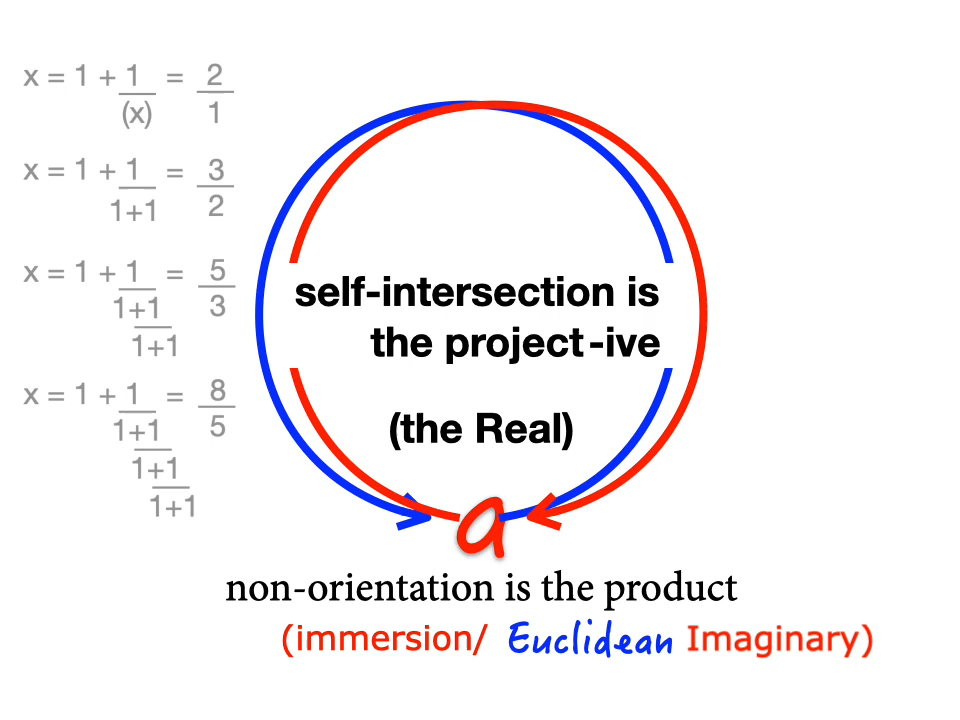 x = 1 + 1 = 2
(x) 1
x = 1 + 1 = 3
1+1 2
x = 1 + 1 = 5
1+1 3
1+1
x = 1 + 1 = 8
1+1 5
1+1
1+1
self-intersection is
the project-ive
(the Real)
a
non-orientation is the product
(immersion/ Euclidean Imaginary)